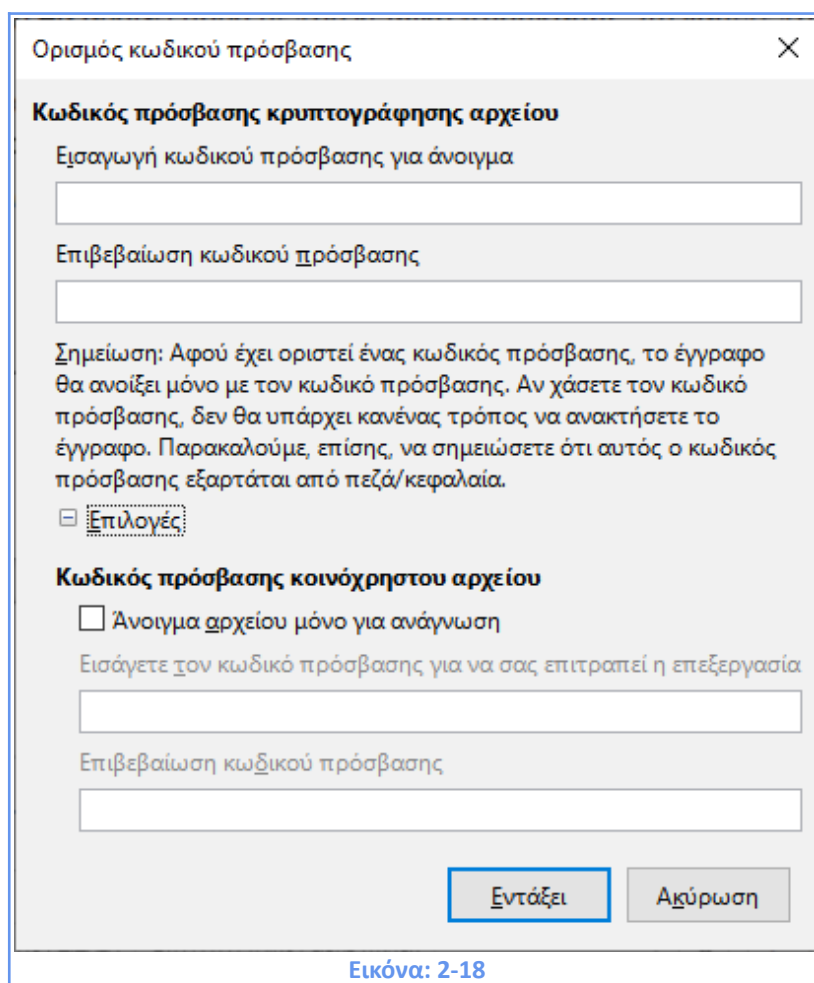 Ορισμός κωδικού πρόσβασης
Κωδικός πρόσβασης κρυπτογράφησης αρχείου
Εισαγωγή κωδικού πρόσβασης για άνοιγμα
Επιβεβαίωση κωδικού πρόσβασης
Σημείωση: Αφού έχει οριστεί ένας κωδικός πρόσβασης, το έγγραφο
θα ανοίξει μόνο με τον κωδικό πρόσβασης. Αν χάσετε τον κωδικό
πρόσβασης, δεν θα υπάρχει κανένας τρόπος να ανακτήσετε το
έγγραφο. Παρακαλούμε, επίσης, να σημειώσετε ότι αυτός ο κωδικός
πρόσβασης εξαρτάται από πεζά/κεφαλαία.
Επιλογές
Κωδικός πρόσβασης κοινόχρηστου αρχείου
Άνοιγμα αρχείου μόνο για ανάγνωση
Εισάγετε τον κωδικό πρόσβασης για να σας επιτραπεί η επεξεργασία
Επιβεβαίωση κωδικού πρόσβασης
Εντάξει Ακύρωση
Εικόνα: 2-18